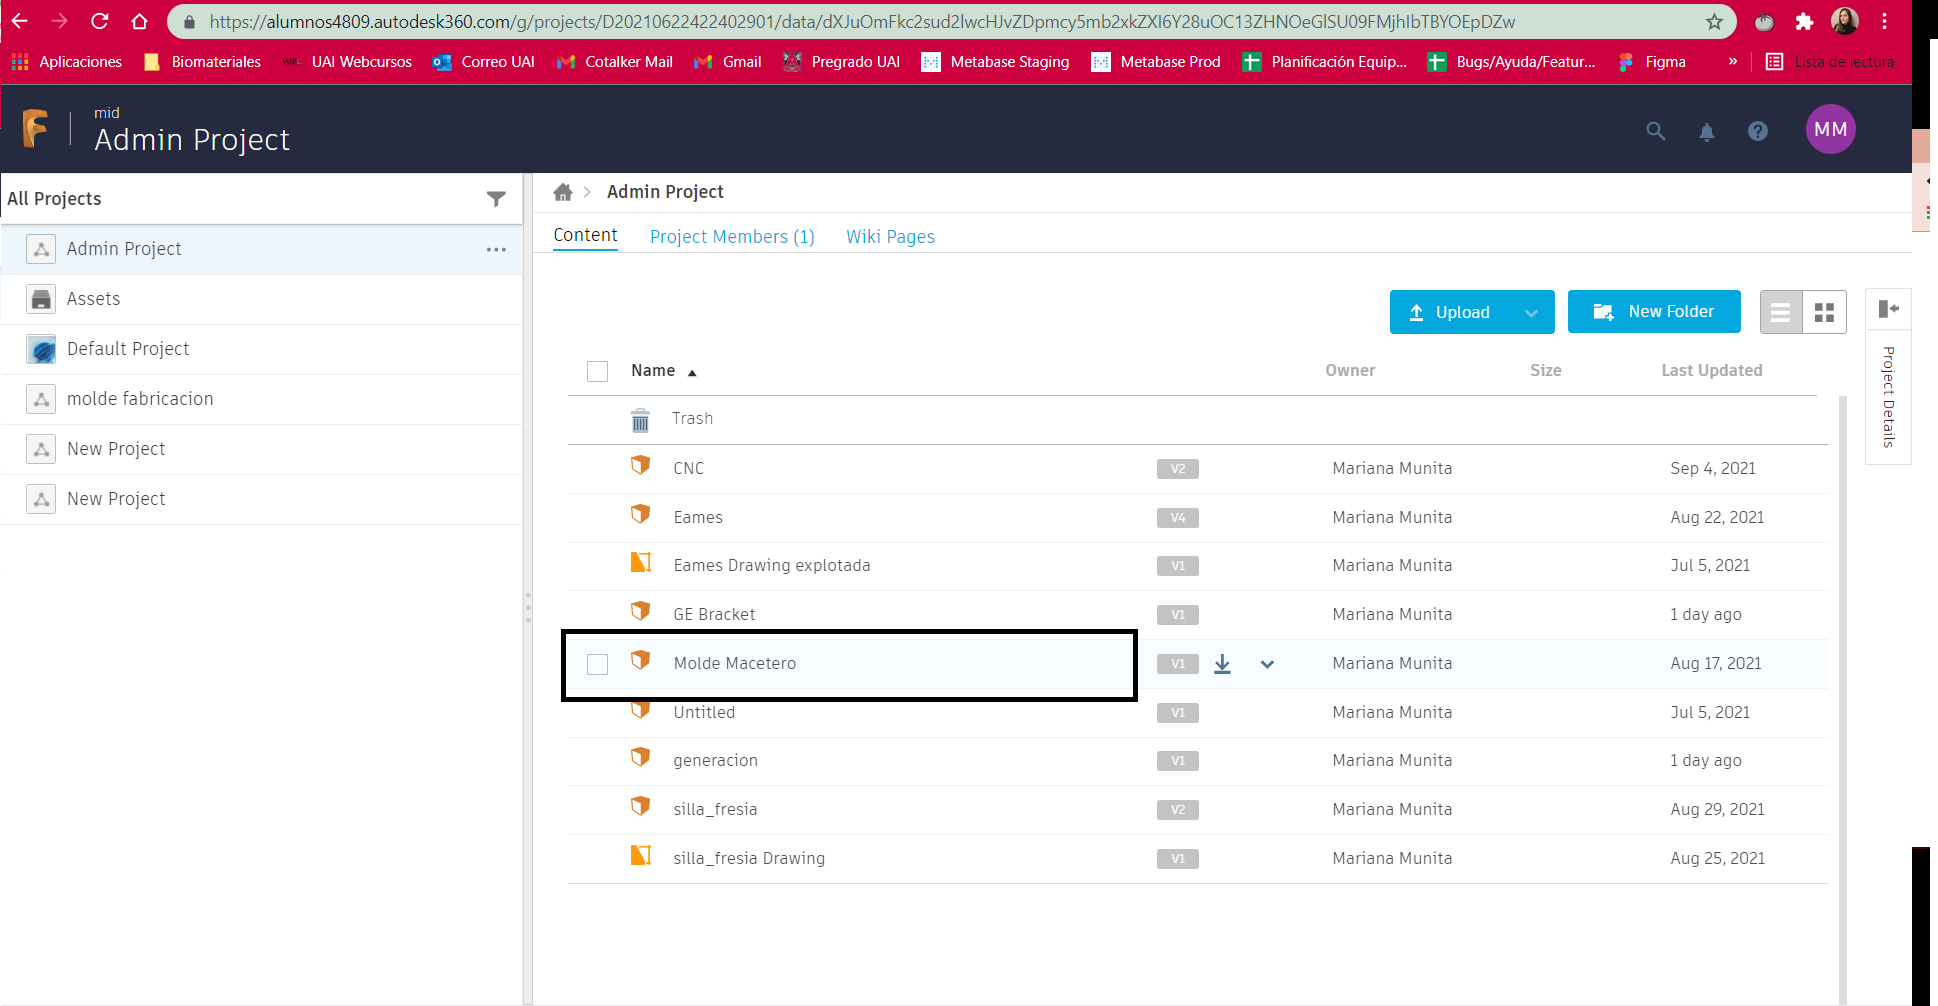 https://alumnos4809.autodesk360.com/g/projects/D20210622422402901/data/dXJuOmFkc2sud2lwcHJvZDpmcy5mb2xkZXI6Y28uOC13ZHNOeGlSU09FMjhIbTBYOEpDZw
Aplicaciones Biomateriales UAI Webcursos Correo UAI Cotalker Mail Gmail Pregrado UAI Metabase Staging Metabase Prod Planificación Equip... Bugs/Ayuda/Featur... Figma » Lista de lectura
mid
Admin Project
MM
All Projects
Admin Project
Assets
Default Project
molde fabricacion
New Project
New Project
Admin Project
Content Project Members (1) Wiki Pages
Upload New Folder
Project Details
Name Owner Size Last Updated
Trash
CNC V2 Mariana Munita Sep 4, 2021
Eames V4 Mariana Munita Aug 22, 2021
Eames Drawing explotada V1 Mariana Munita Jul 5, 2021
GE Bracket V1 Mariana Munita 1 day ago
Molde Macetero V1 Mariana Munita Aug 17, 2021
Untitled V1 Mariana Munita Jul 5, 2021
generacion V1 Mariana Munita 1 day ago
silla_fresia V2 Mariana Munita Aug 29, 2021
silla_fresia Drawing V1 Mariana Munita Aug 25, 2021